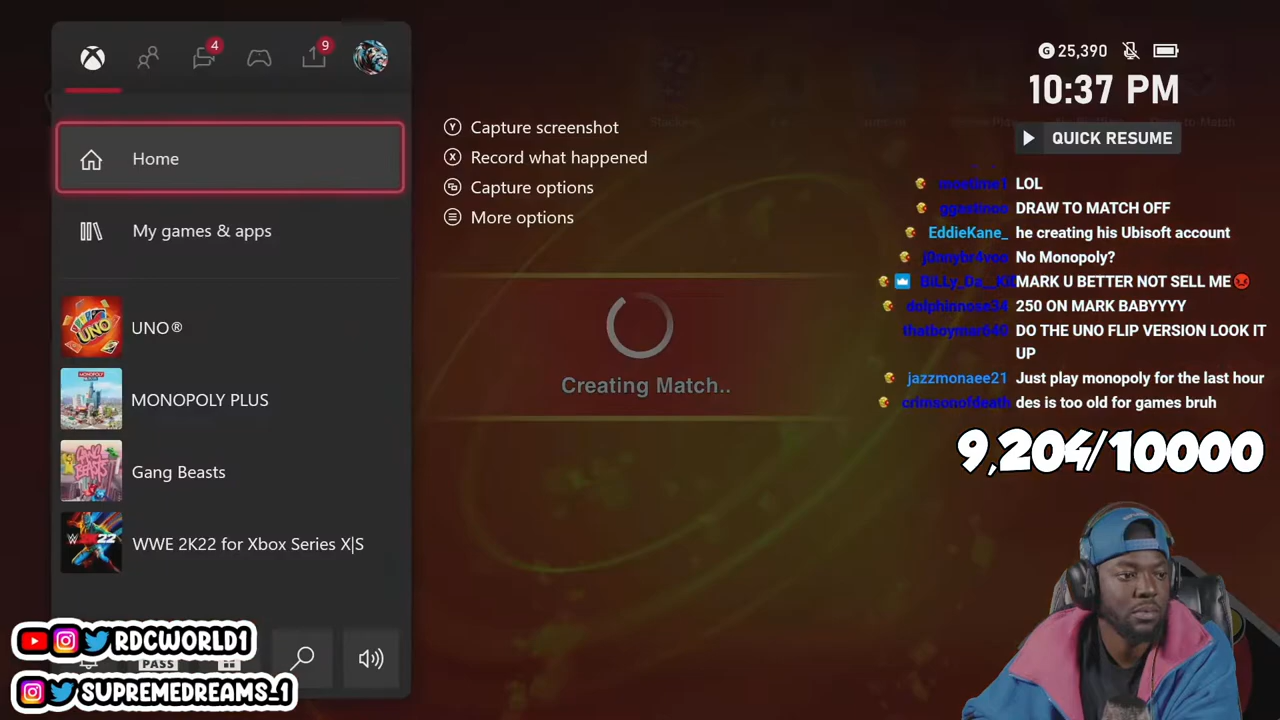 4
9
Home
My games & apps
UNO®
MONOPOLY PLUS
Gang Beasts
WWE 2K22 for Xbox Series X|S
PASS
RDCWORLD1
SUPREMEDREAMS_1
Capture screenshot
Record what happened
Capture options
More options
Creating Match..
G 25,390
10:37 PM
QUICK RESUME
LOL
DRAW TO MATCH OFF
EddieKane_ he creating his Ubisoft account
No Monopoly?
MARK U BETTER NOT SELL ME
250 ON MARK BABYYYY
DO THE UNO FLIP VERSION LOOK IT
UP
jazzmonaee21 Just play monopoly for the last hour
crimsonofdeath des is too old for games bruh
9,204/10000